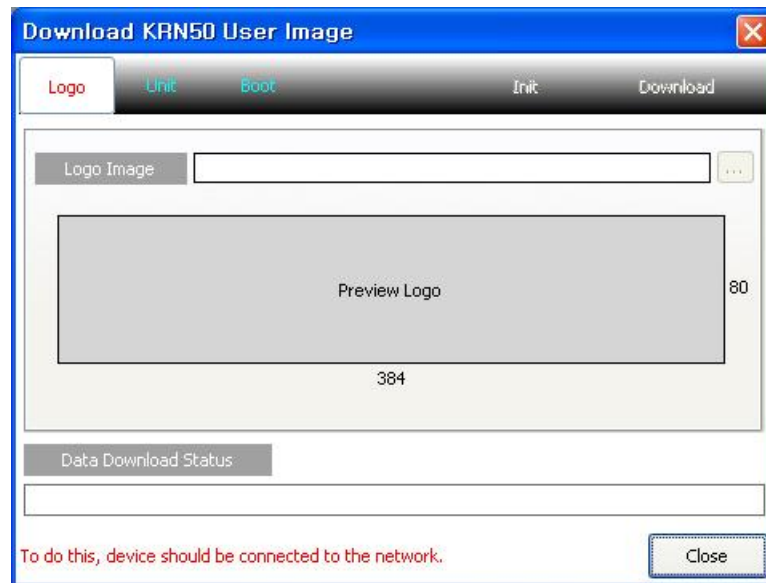 Download KRN50 User Image
Logo Unit Boot Init Download
Logo Image ...
Preview Logo
80
384
Data Download Status
To do this, device should be connected to the network.
Close